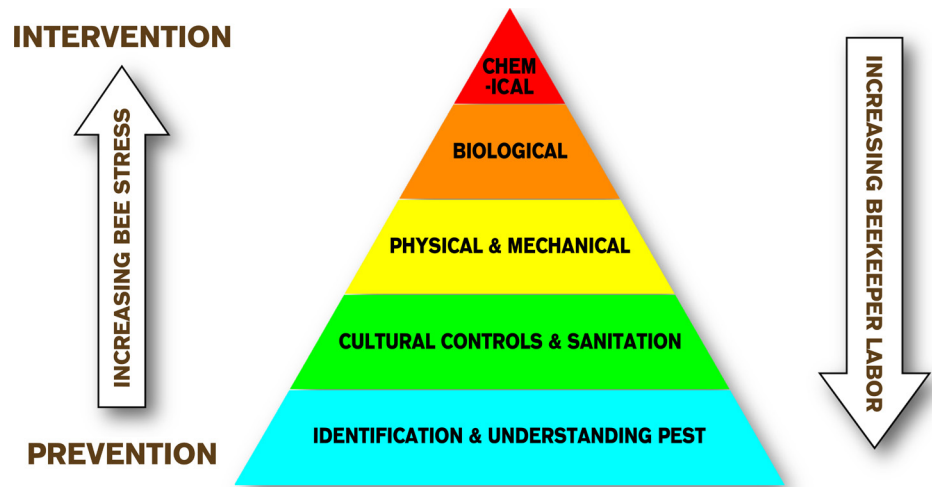 INTERVENTION
INCREASING BEE STRESS
PREVENTION
CHEM
-ICAL
BIOLOGICAL
PHYSICAL & MECHANICAL
CULTURAL CONTROLS & SANITATION
IDENTIFICATION & UNDERSTANDING PEST
INCREASING BEEKEEPER LABOR